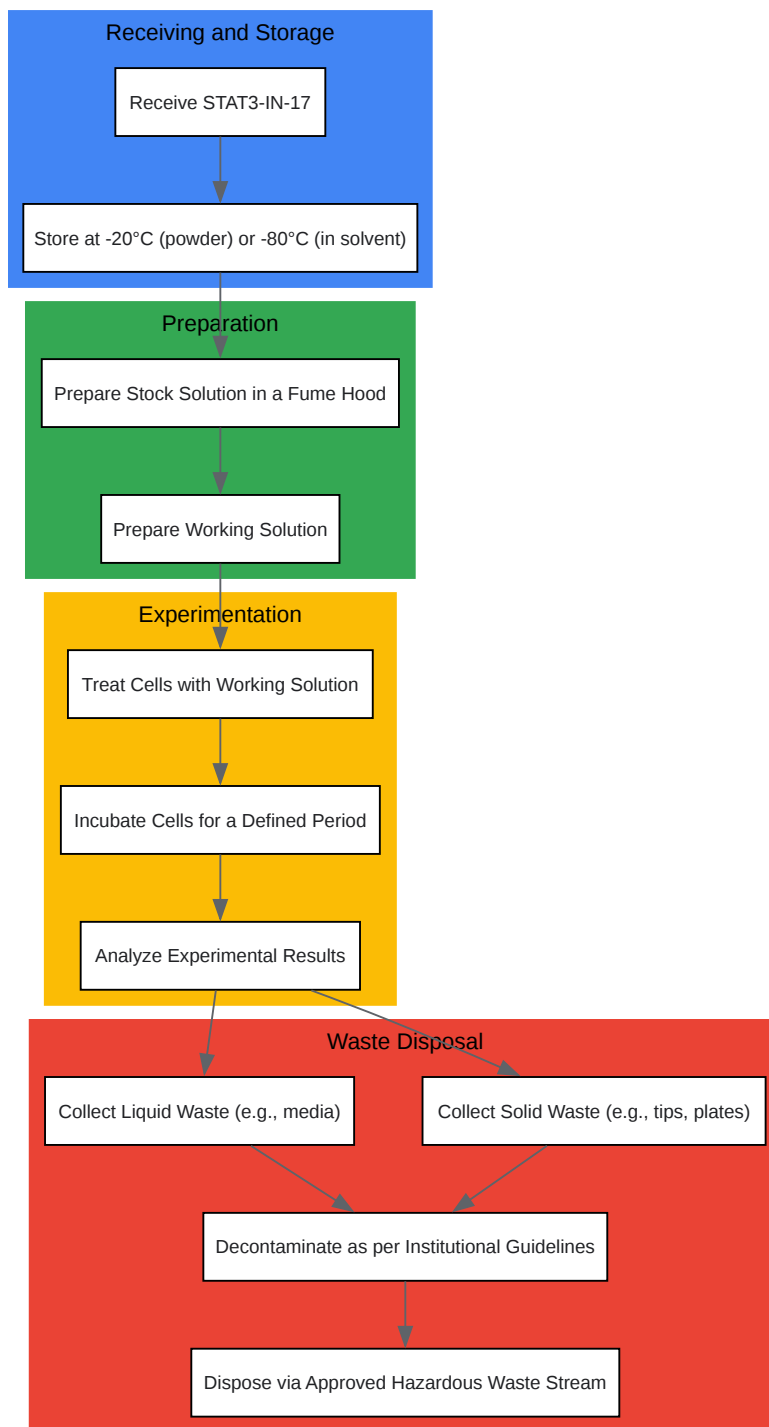 Receiving and Storage
Receive STAT3-IN-17
Store at -20°C (powder) or -80°C (in solvent)
Preparation
Prepare Stock Solution in a Fume Hood
Prepare Working Solution
Experimentation
Treat Cells with Working Solution
Incubate Cells for a Defined Period
Analyze Experimental Results
Waste Disposal
Collect Liquid Waste (e.g., media)
Collect Solid Waste (e.g., tips, plates)
Decontaminate as per Institutional Guidelines
Dispose via Approved Hazardous Waste Stream